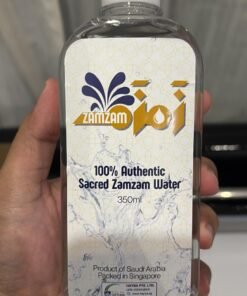 ZAMZAM زمزم
100% Authentic
Sacred Zamzam Water
350ml
Product of Saudi Arabia
Packed in Singapore